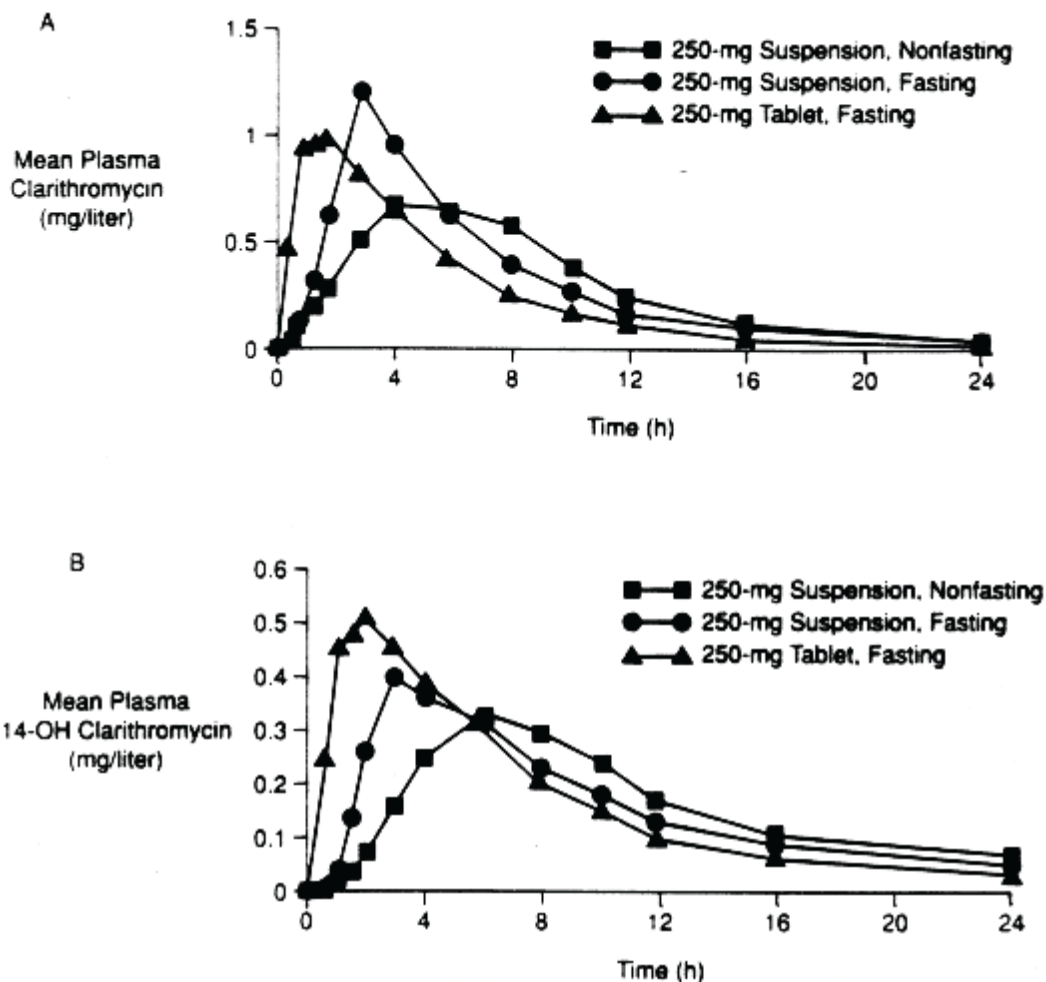 A
1.5
1
0.5
0
Mean Plasma
Clarithromycin
(mg/liter)
250-mg Suspension, Nonfasting
250-mg Suspension, Fasting
250-mg Tablet, Fasting
0 4 8 12 16 20 24
Time (h)
B
0.6
0.5
0.4
0.3
0.2
0.1
0
Mean Plasma
14-OH Clarithromycin
(mg/liter)
250-mg Suspension, Nonfasting
250-mg Suspension, Fasting
250-mg Tablet, Fasting
0 4 8 12 16 20 24
Time (h)